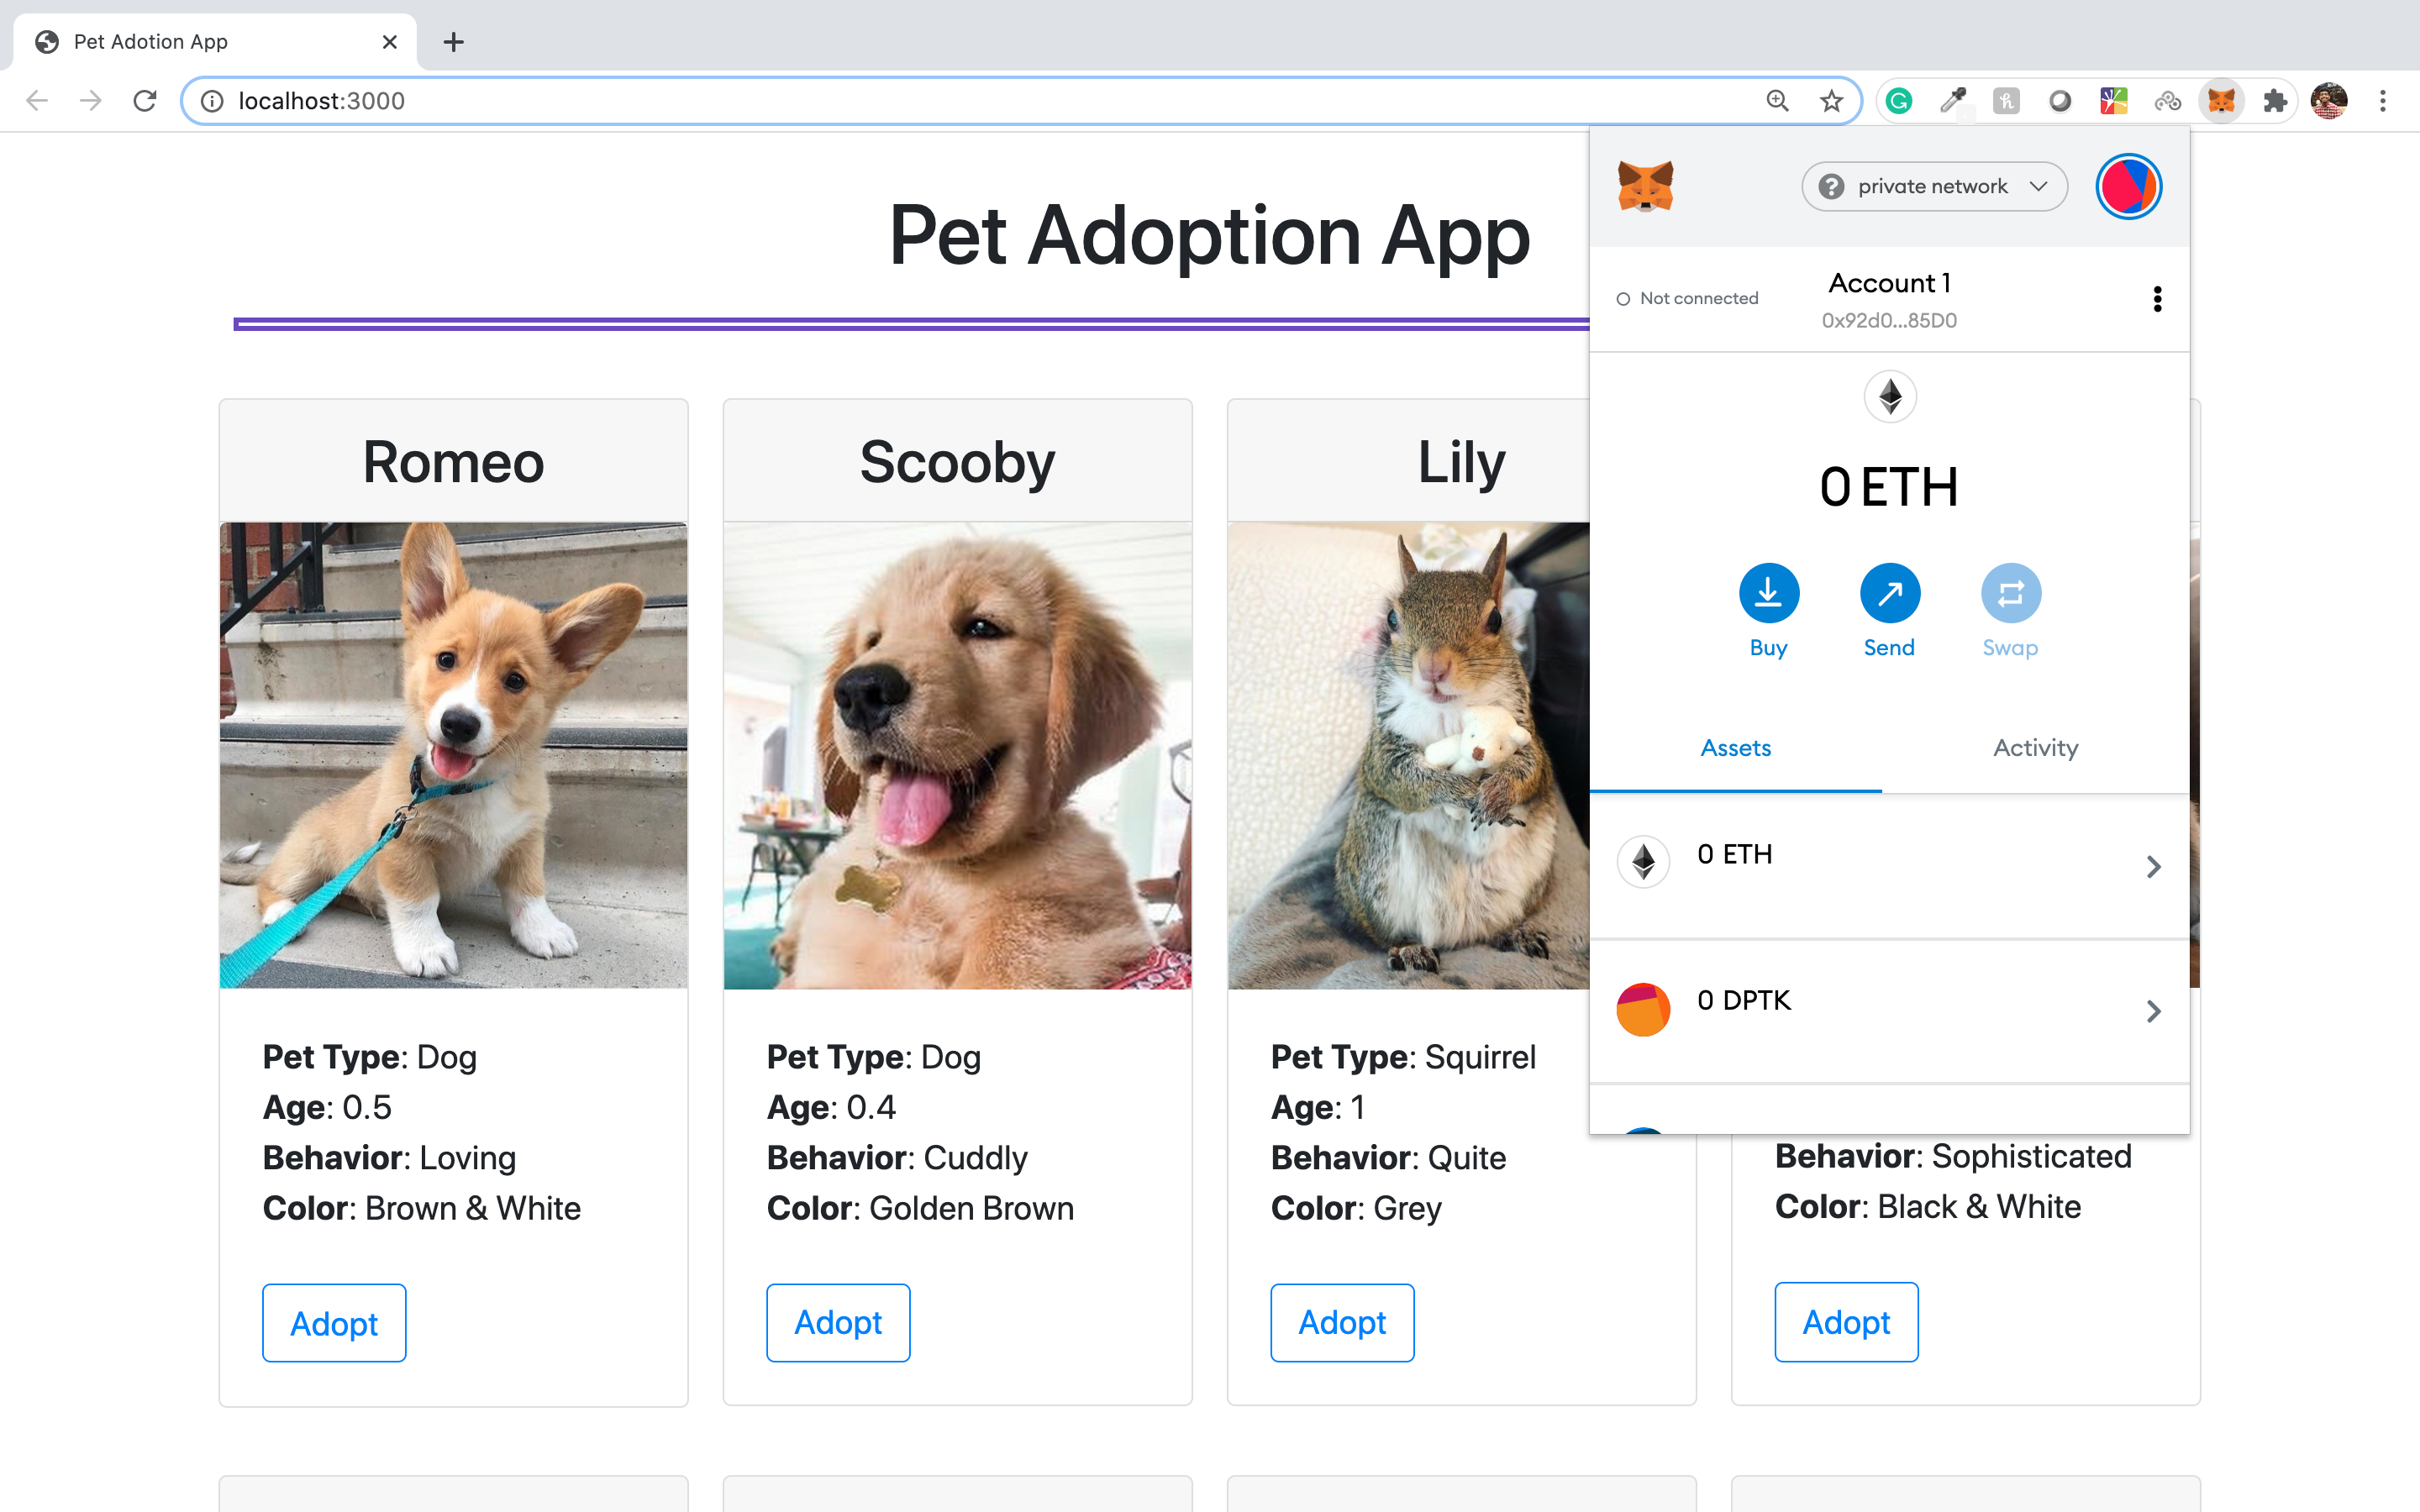 Pet Adotion App
localhost:3000
Pet Adoption App
private network
Not connected
Account 1
0x92d0...85D0
0 ETH
Buy
Send
Swap
Assets
Activity
0 ETH
0 DPTK
Romeo
Pet Type: Dog
Age: 0.5
Behavior: Loving
Color: Brown & White
Adopt
Scooby
Pet Type: Dog
Age: 0.4
Behavior: Cuddly
Color: Golden Brown
Adopt
Lily
Pet Type: Squirrel
Age: 1
Behavior: Quite
Color: Grey
Adopt
Behavior: Sophisticated
Color: Black & White
Adopt